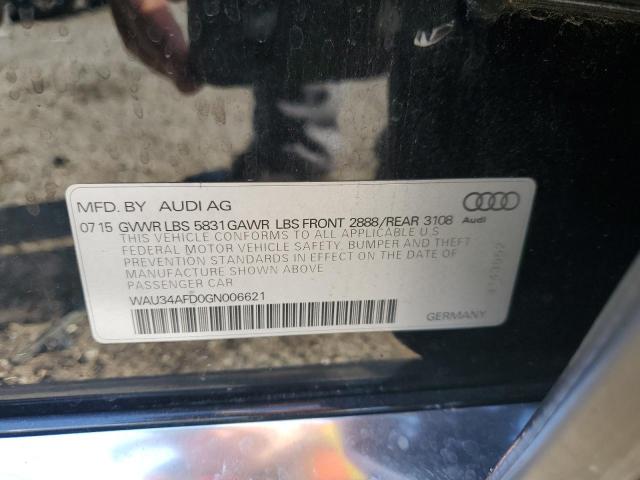 MFD. BY AUDI AG
Audi
07 15 GVWR LBS 5831 GAWR LBS FRONT 2888/REAR 3108
THIS VEHICLE CONFORMS TO ALL APPLICABLE U.S
FEDERAL MOTOR VEHICLE SAFETY, BUMPER AND THEFT
PREVENTION STANDARDS IN EFFECT ON THE DATE OF
MANUFACTURE SHOWN ABOVE
PASSENGER CAR
WAU34AFD0GN006621
GERMANY